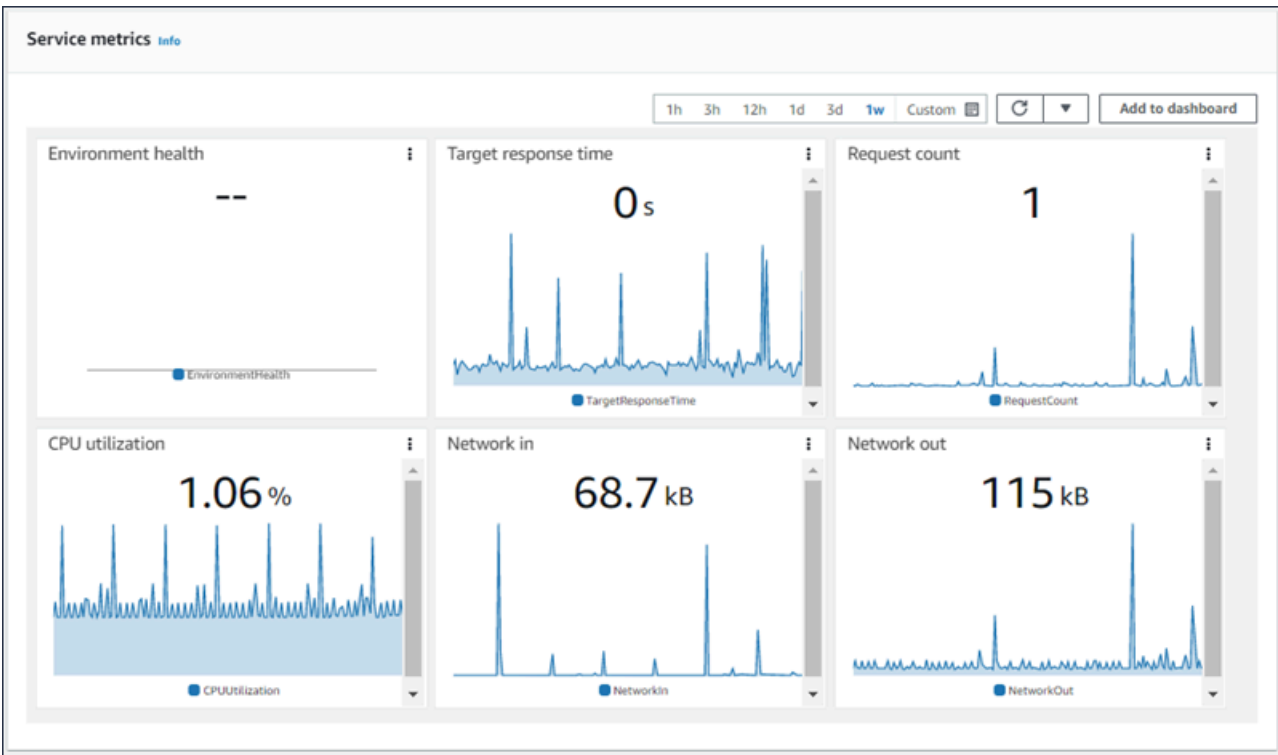 Service metrics Info
1h 3h 12h 1d 3d 1w Custom Add to dashboard
Environment health
--
EnvironmentHealth
Target response time
0 s
TargetResponseTime
Request count
1
RequestCount
CPU utilization
1.06 %
CPUUtilization
Network in
68.7 kB
NetworkIn
Network out
115 kB
NetworkOut